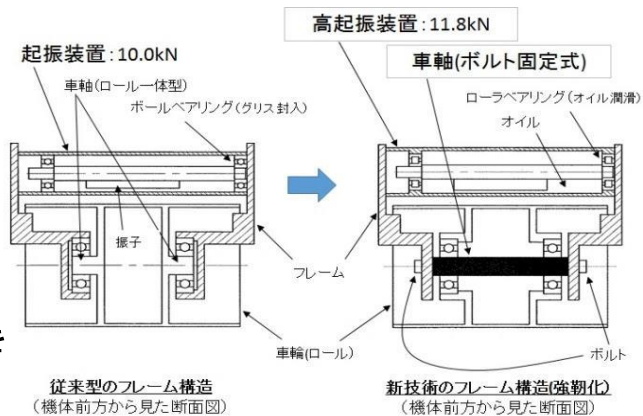 起振装置:10.0kN
車軸(ロール一体型)
ボールベアリング(グリス封入)
振子
高起振装置:11.8kN
車軸(ボルト固定式)
ローラベアリング(オイル潤滑)
オイル
フレーム
車輪(ロール)
ボルト
従来型のフレーム構造
(機体前方から見た断面図)
新技術のフレーム構造(強靭化)
(機体前方から見た断面図)